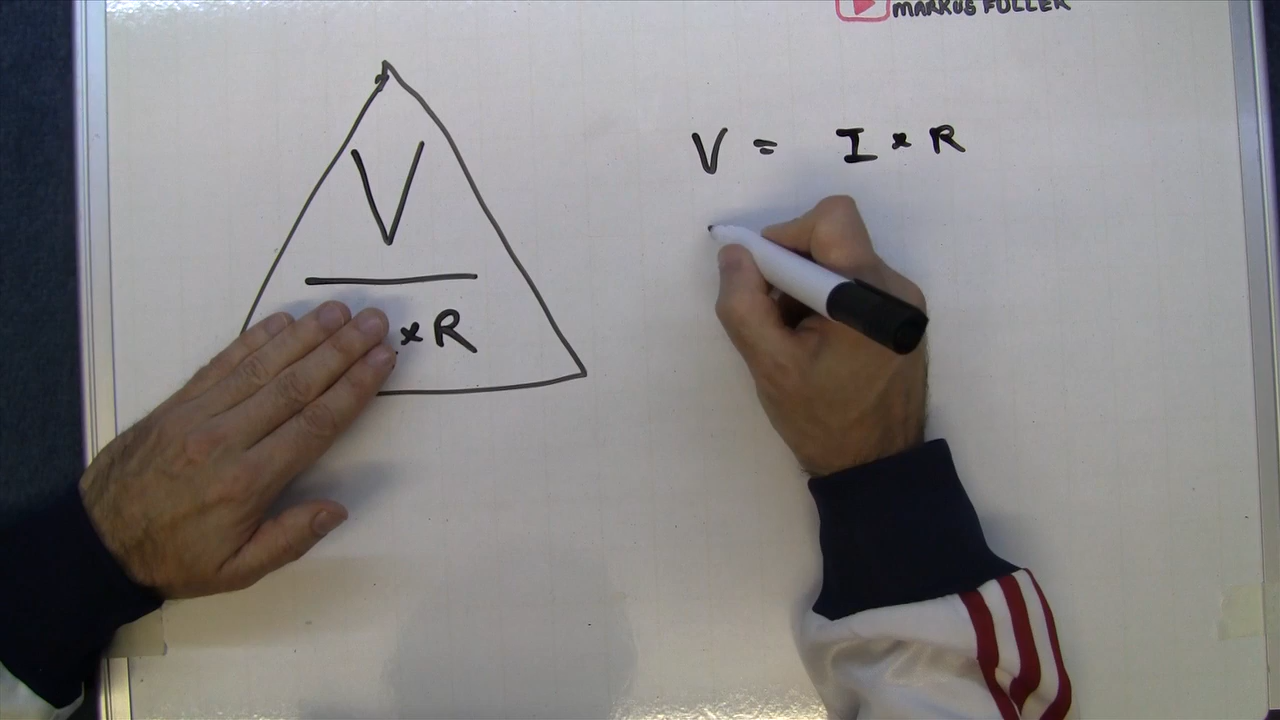 MARKUS FULLER
V
x R
V = I x R